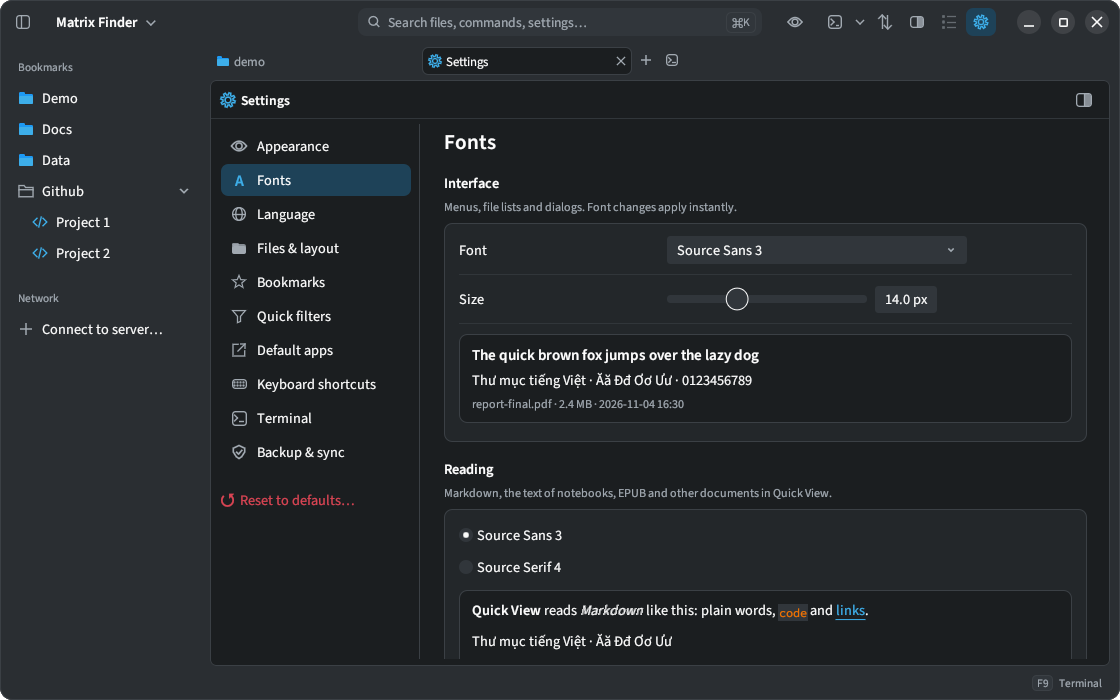 Matrix Finder
Search files, commands, settings…
⌘K
Bookmarks
Demo
Docs
Data
Github
Project 1
Project 2
Network
Connect to server…
demo
Settings
Settings
Appearance
A Fonts
Language
Files & layout
Bookmarks
Quick filters
Default apps
Keyboard shortcuts
Terminal
Backup & sync
Reset to defaults…
Fonts
Interface
Menus, file lists and dialogs. Font changes apply instantly.
Font
Source Sans 3
Size
14.0 px
The quick brown fox jumps over the lazy dog
Thư mục tiếng Việt · Ăă Đđ Ơơ Ưư · 0123456789
report-final.pdf · 2.4 MB · 2026-11-04 16:30
Reading
Markdown, the text of notebooks, EPUB and other documents in Quick View.
Source Sans 3
Source Serif 4
Quick View reads Markdown like this: plain words, code and links.
Thư mục tiếng Việt · Ăă Đđ Ơơ Ưư
F9 Terminal